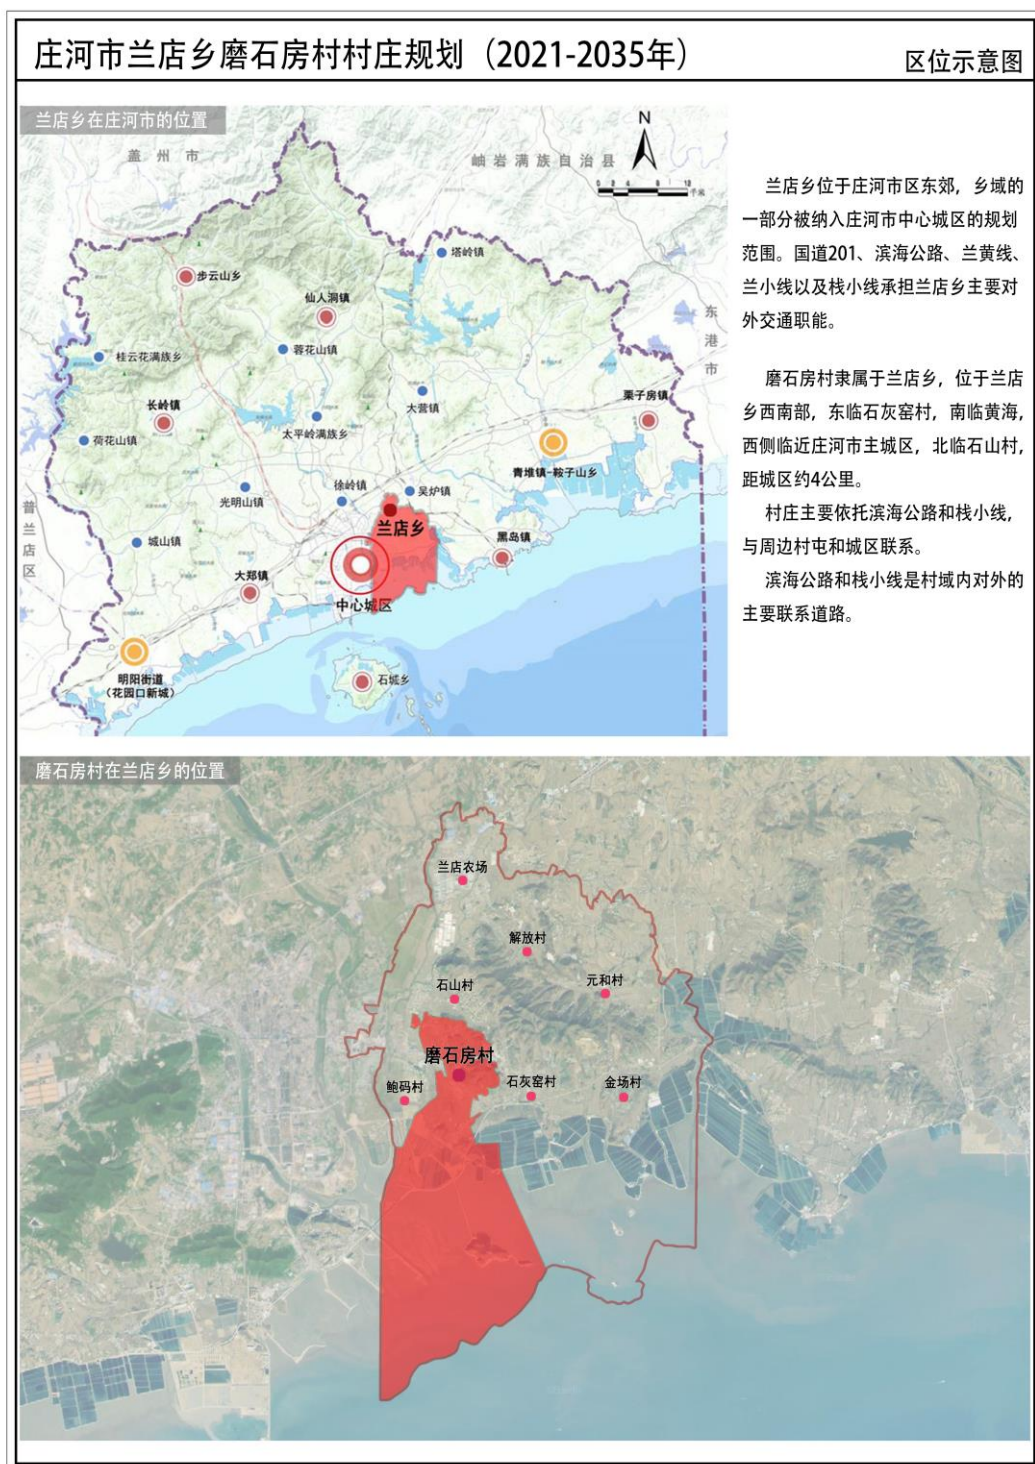 庄河市兰店乡磨石房村村庄规划（2021-2035年）
区位示意图
兰店乡在庄河市的位置
盖州市
岫岩满族自治县
N
千米
东港市
普兰店区
塔岭镇
步云山乡
仙人洞镇
蓉花山镇
桂云花满族乡
大营镇
栗子房镇
长岭镇
太平岭满族乡
荷花山镇
青堆镇-鞍子山乡
徐岭镇
吴炉镇
光明山镇
兰店乡
城山镇
黑岛镇
大郑镇
中心城区
明阳街道
（花园口新城）
石城乡
兰店乡位于庄河市区东郊，乡域的
一部分被纳入庄河市中心城区的规划
范围。国道201、滨海公路、兰黄线、
兰小线以及栈小线承担兰店乡主要对
外交通职能。
磨石房村隶属于兰店乡，位于兰店
乡西南部，东临石灰窑村，南临黄海，
西侧临近庄河市主城区，北临石山村，
距城区约4公里。
村庄主要依托滨海公路和栈小线，
与周边村屯和城区联系。
滨海公路和栈小线是村域内对外的
主要联系道路。
磨石房村在兰店乡的位置
兰店农场
解放村
元和村
石山村
磨石房村
鲍码村
石灰窑村
金场村